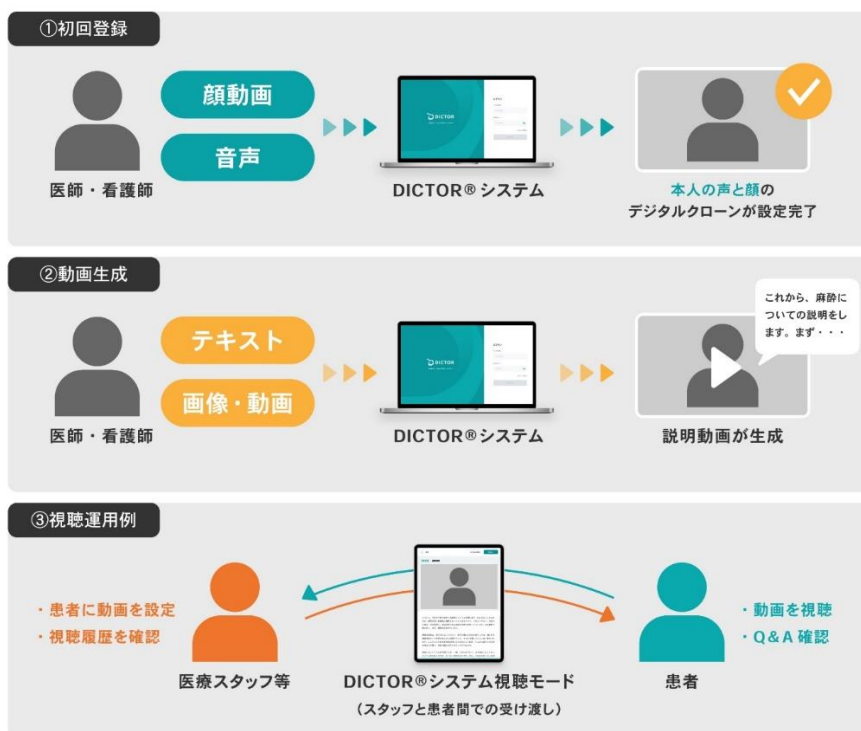 ①初回登録
顔動画
音声
DICTOR
医師・看護師
DICTOR®システム
本人の声と顔の
デジタルクローンが設定完了
②動画生成
これから、麻酔に
ついての説明をし
ます。まず・・・
テキスト
画像・動画
DICTOR
医師・看護師
DICTOR®システム
説明動画が生成
③視聴運用例
・患者に動画を設定
・視聴履歴を確認
・動画を視聴
・Q&A 確認
医療スタッフ等
DICTOR®システム視聴モード
患者
(スタッフと患者間での受け渡し)